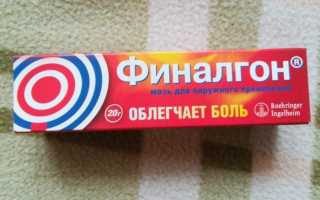 Финалгон®
мазь для наружного применения
20г
ОБЛЕГЧАЕТ БОЛЬ
Boehringer
Ingelheim